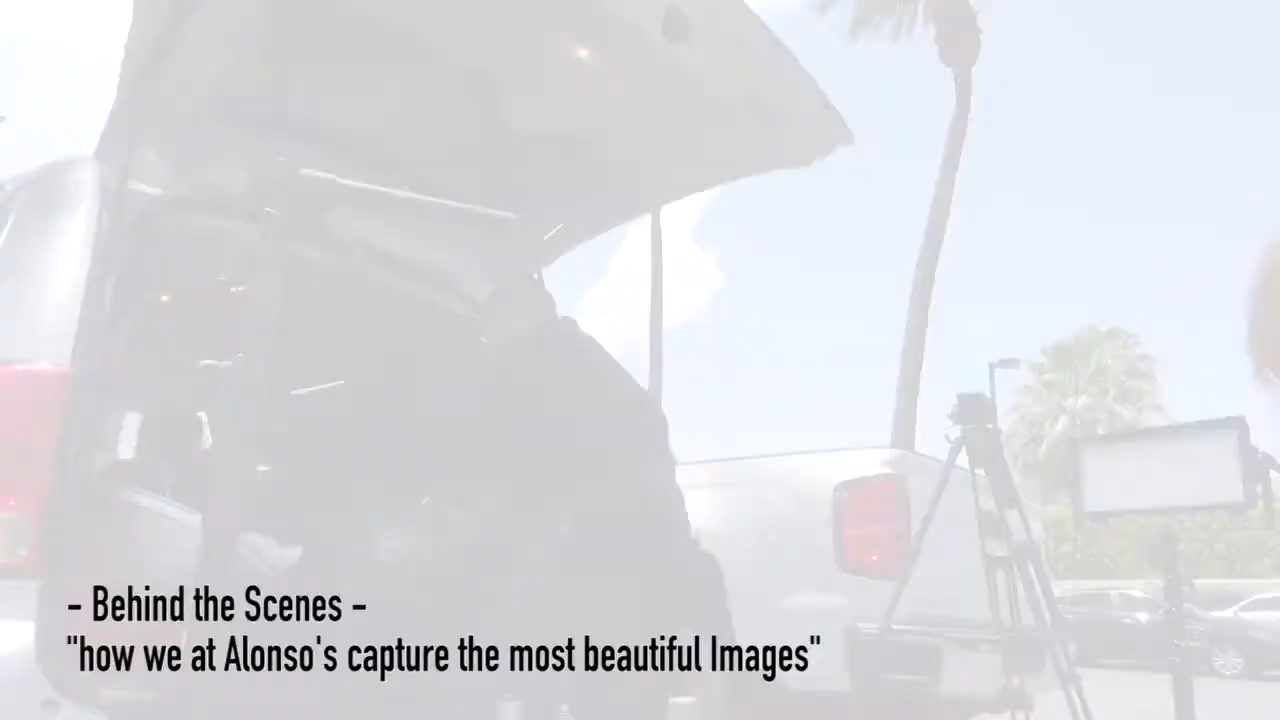 - Behind the Scenes -
"how we at Alonso's capture the most beautiful Images"